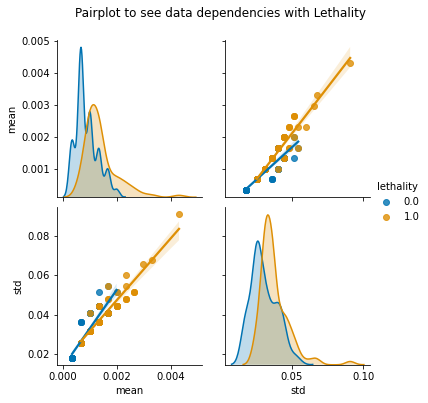 Pairplot to see data dependencies with Lethality
0.005
0.004
0.003
0.002
0.001
mean
lethality
0.0
1.0
0.08
0.06
0.04
0.02
std
0.000 0.002 0.004
mean
0.05 0.10
std